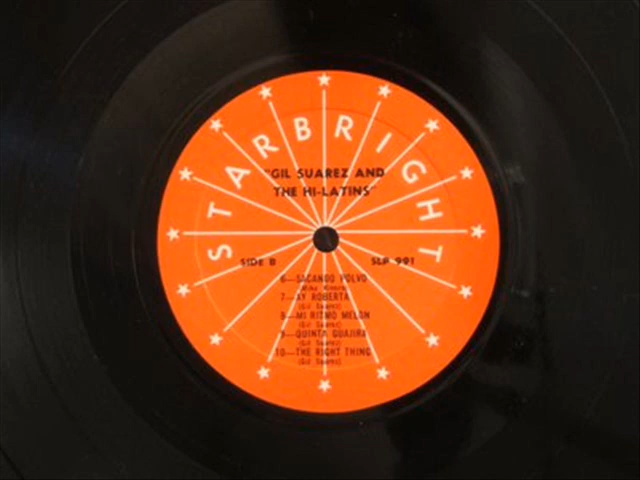 STARBRIGHT
"GIL SUAREZ AND
THE HI-LATINS"
SIDE B SLP 991
6—SACANDO POLVO
7—AY ROBERTA
(Gil Suarez)
8—MI RITMO MELON
(Gil Suarez)
9—QUINTA GUAJIRA
(Gil Suarez)
10—THE RIGHT THING
(Gil Suarez)